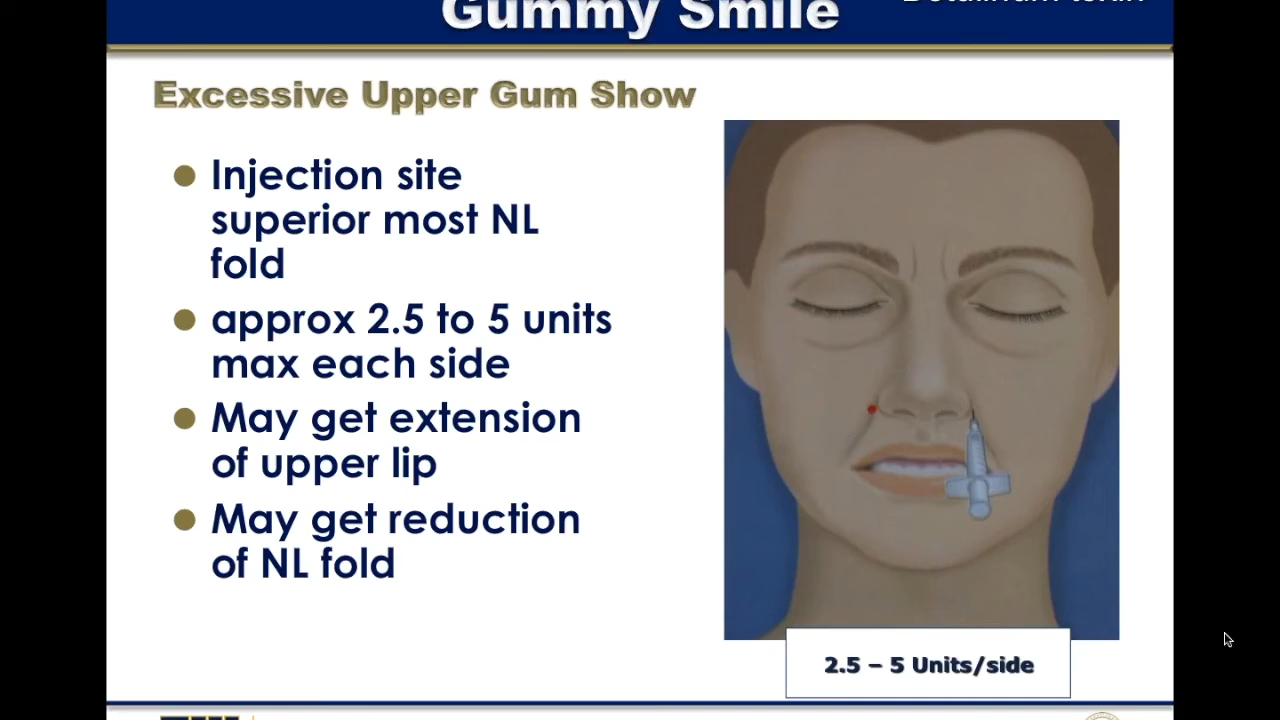 Gummy Smile
Excessive Upper Gum Show
Injection site
superior most NL
fold
approx 2.5 to 5 units
max each side
May get extension
of upper lip
May get reduction
of NL fold
2.5 – 5 Units/side